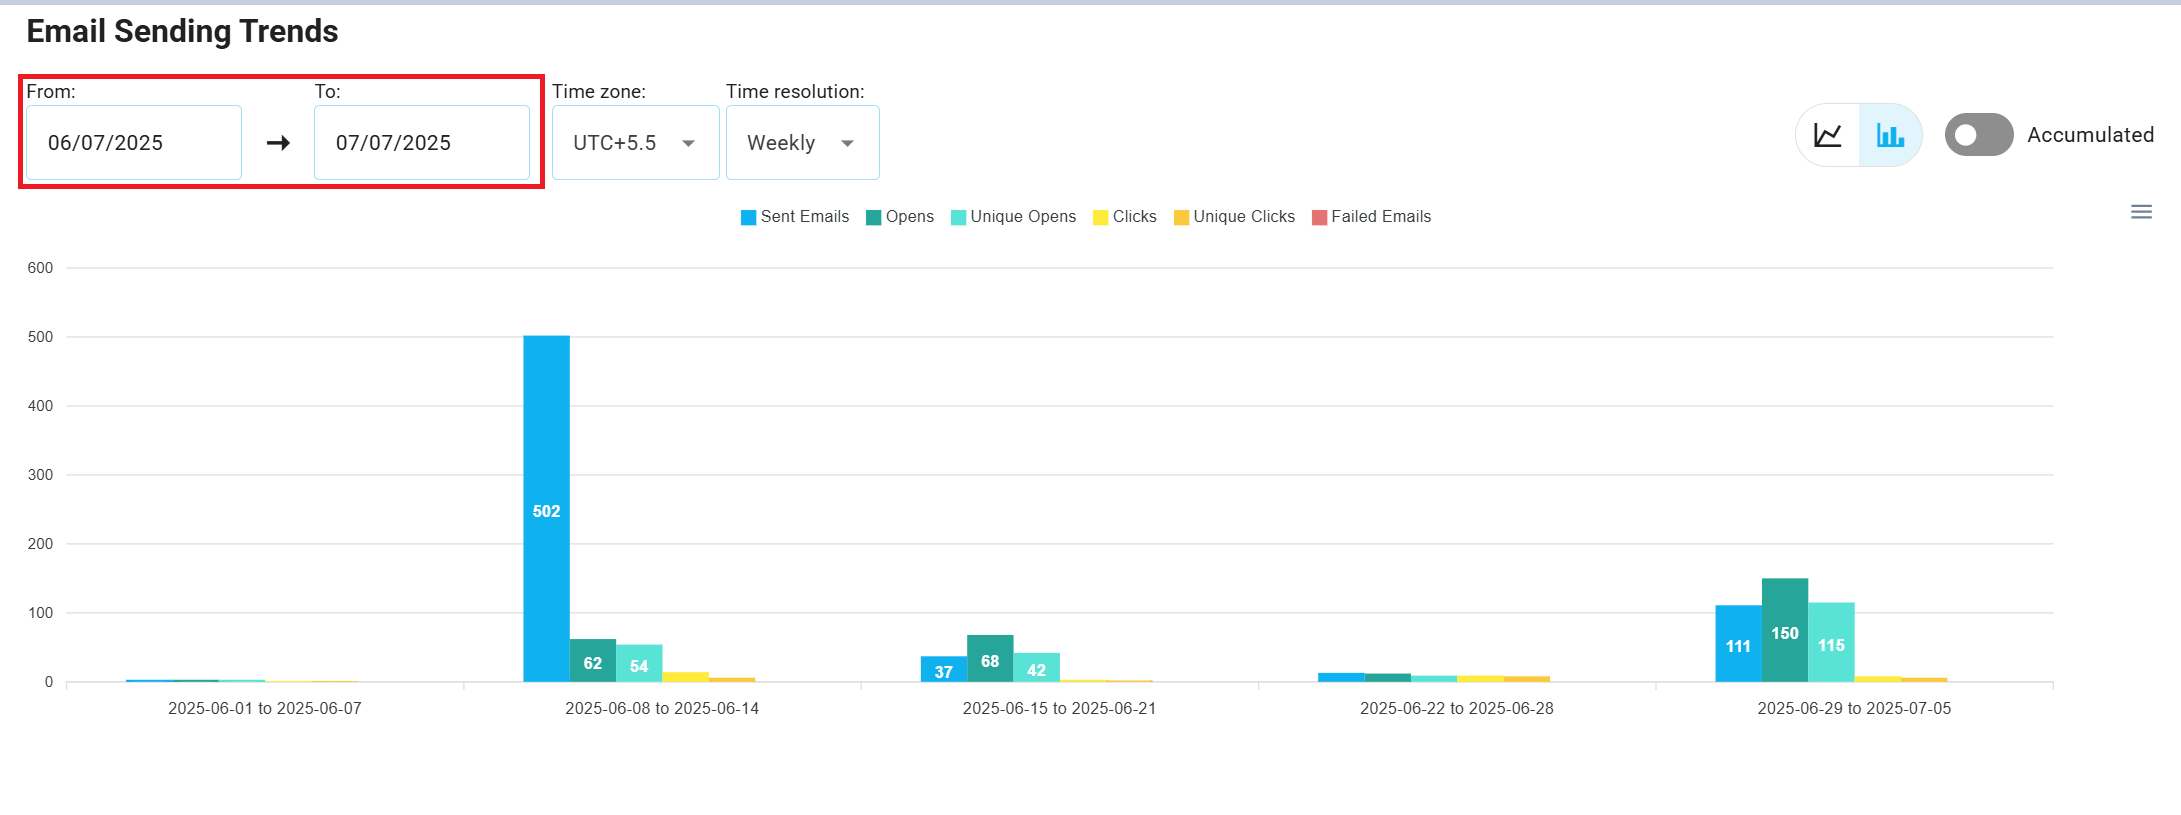 Email Sending Trends
From: To: Time zone: Time resolution:
06/07/2025 07/07/2025 UTC+5.5 Weekly Accumulated
Sent Emails Opens Unique Opens Clicks Unique Clicks Failed Emails
600
500
400
300
200
100
0
502
62 54
37 68 42
111 150 115
2025-06-01 to 2025-06-07 2025-06-08 to 2025-06-14 2025-06-15 to 2025-06-21 2025-06-22 to 2025-06-28 2025-06-29 to 2025-07-05